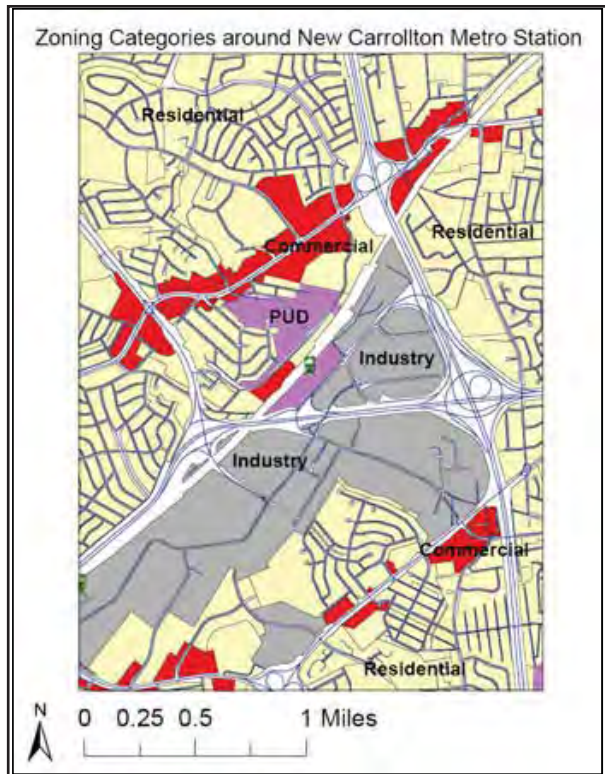 Zoning Categories around New Carrollton Metro Station
Residential
Commercial
Residential
PUD
Industry
Industry
Commercial
Residential
N
0 0.25 0.5 1 Miles